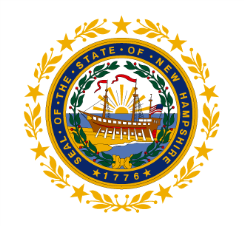 SEAL • OF • THE • STATE • OF • NEW HAMPSHIRE
★1776★